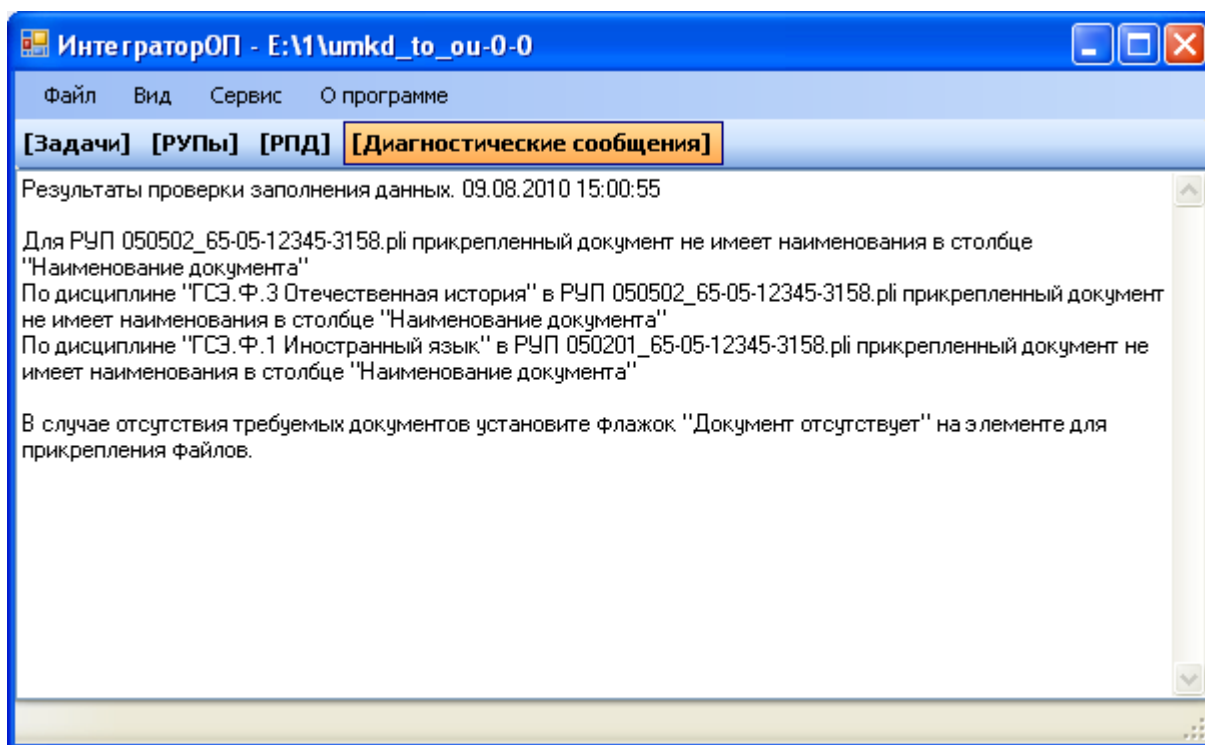 ИнтеграторОП - E:\1\umkd_to_ou-0-0
Файл Вид Сервис О программе
[Задачи] [РУПы] [РПД] [Диагностические сообщения]
Результаты проверки заполнения данных. 09.08.2010 15:00:55
Для РУП 050502_65-05-12345-3158.pli прикрепленный документ не имеет наименования в столбце
"Наименование документа"
По дисциплине "ГСЭ.Ф.3 Отечественная история" в РУП 050502_65-05-12345-3158.pli прикрепленный документ
не имеет наименования в столбце "Наименование документа"
По дисциплине "ГСЭ.Ф.1 Иностранный язык" в РУП 050201_65-05-12345-3158.pli прикрепленный документ не
имеет наименования в столбце "Наименование документа"
В случае отсутствия требуемых документов установите флажок "Документ отсутствует" на элементе для
прикрепления файлов.